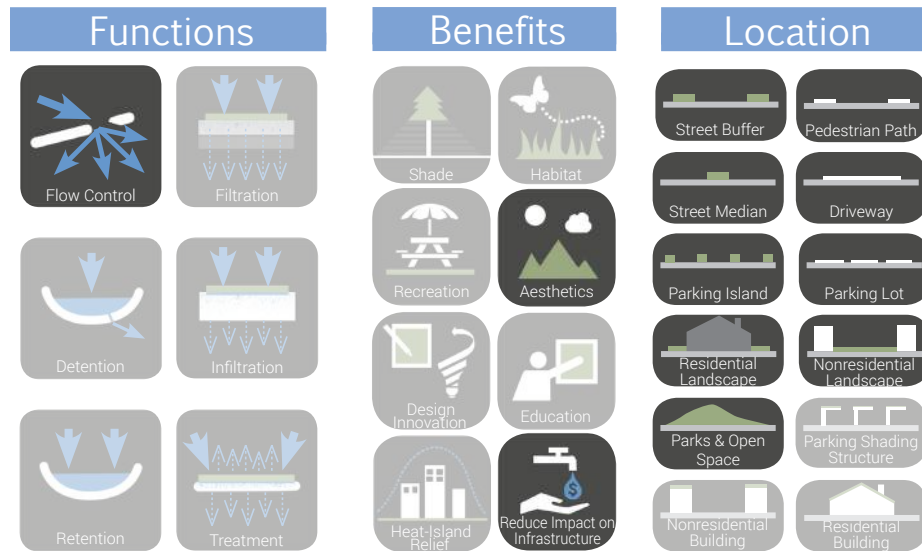 Functions
Benefits
Location
Flow Control
Filtration
Detention
Infiltration
Retention
Treatment
Shade
Habitat
Recreation
Aesthetics
Design
Innovation
Education
Heat-Island
Relief
$
Reduce Impact on
Infrastructure
Street Buffer
Pedestrian Path
Street Median
Driveway
Parking Island
Parking Lot
Residential
Landscape
Nonresidential
Landscape
Parks & Open
Space
Parking Shading
Structure
Nonresidential
Building
Residential
Building